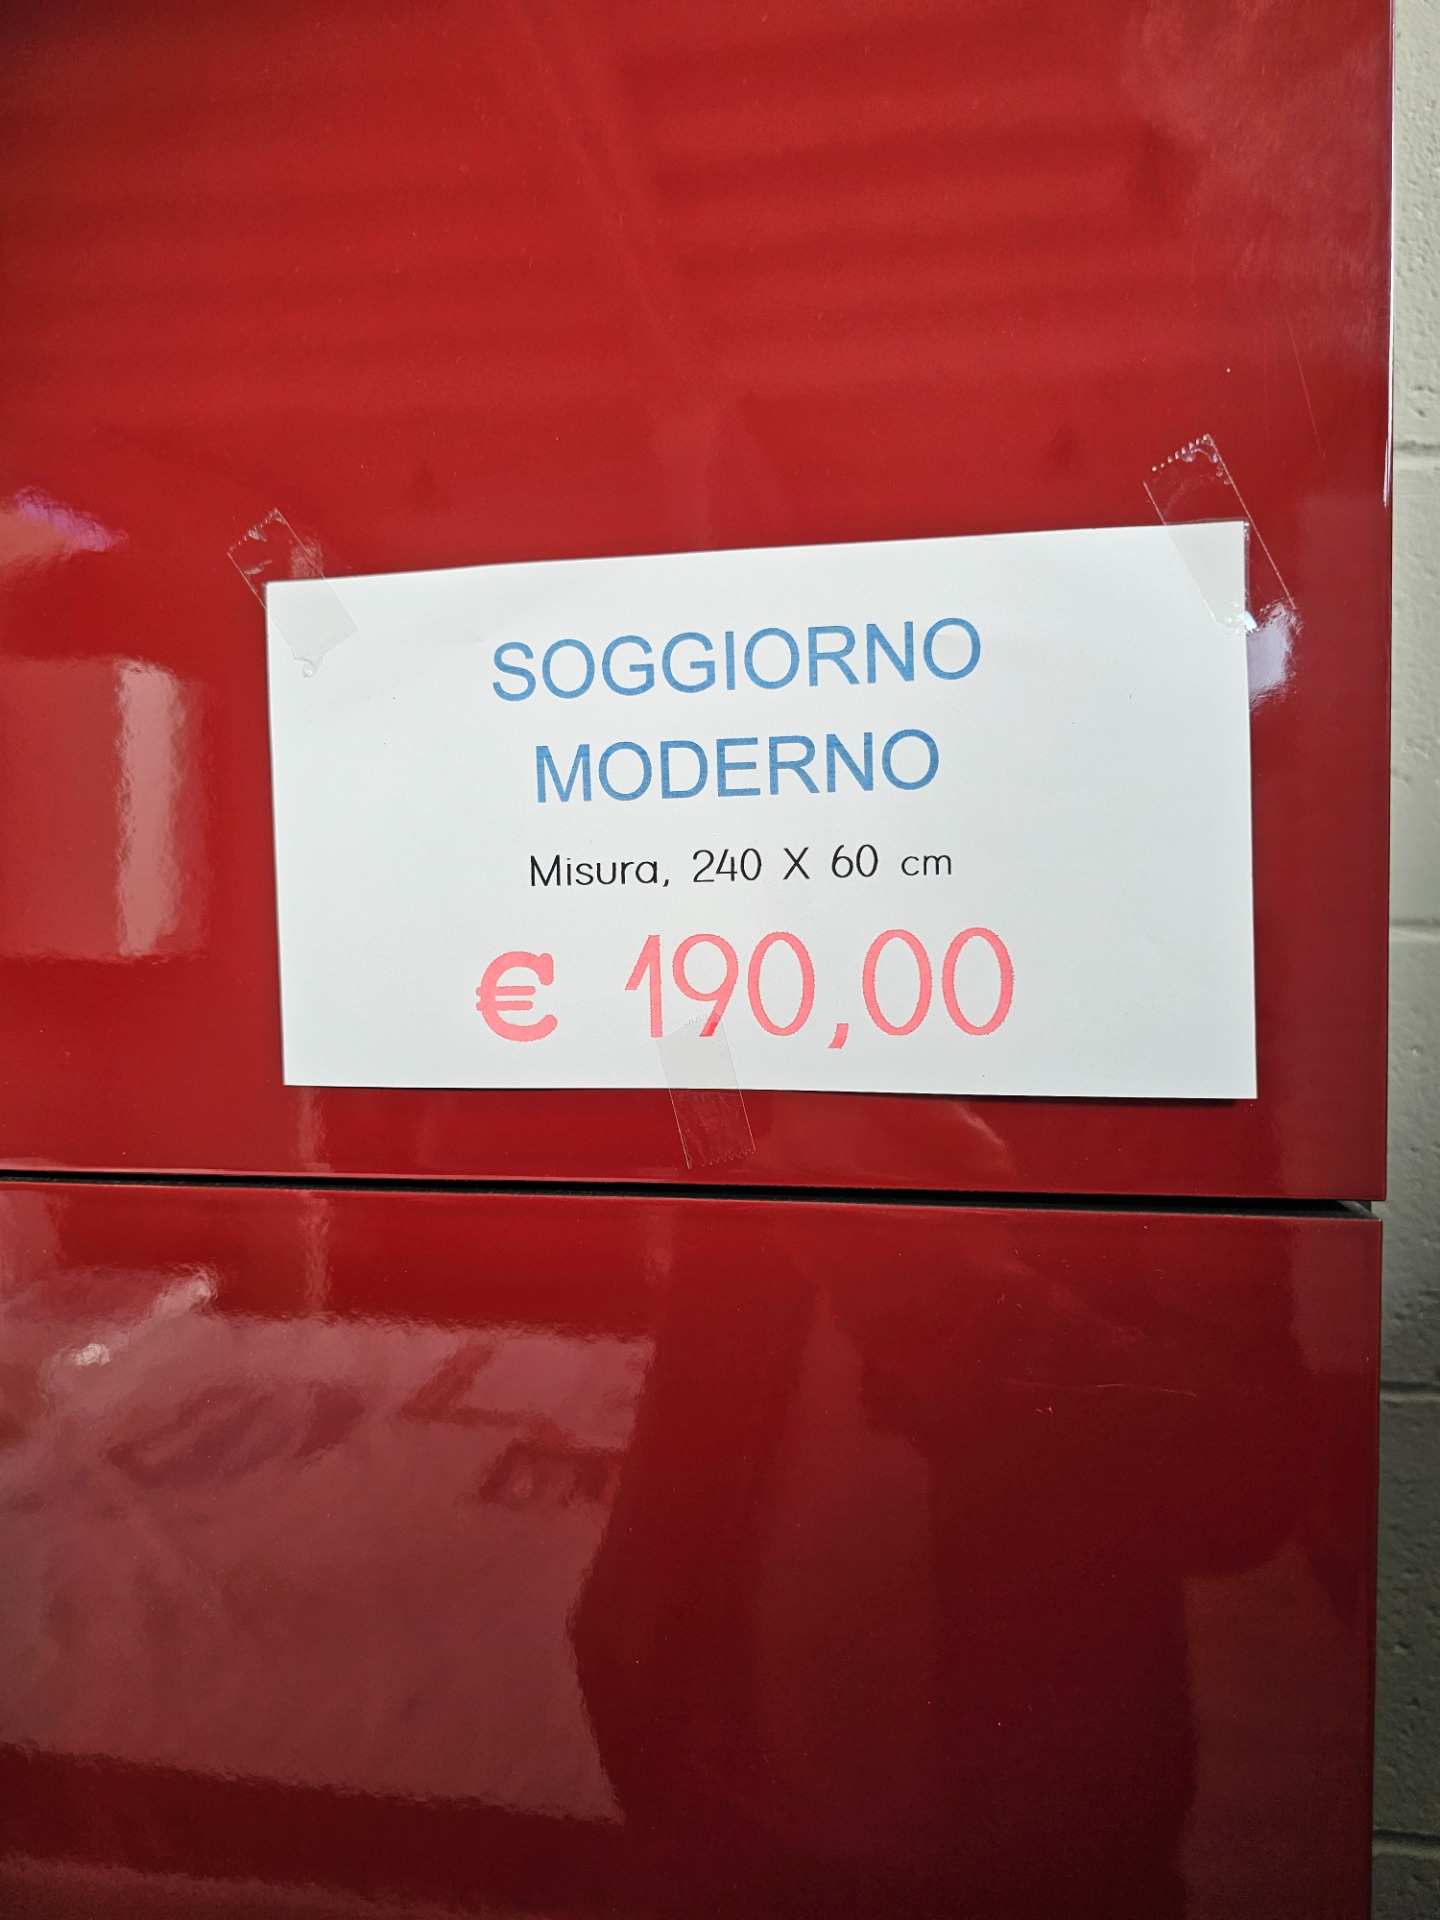 SOGGIORNO
MODERNO
Misura, 240 X 60 cm
€ 190,00